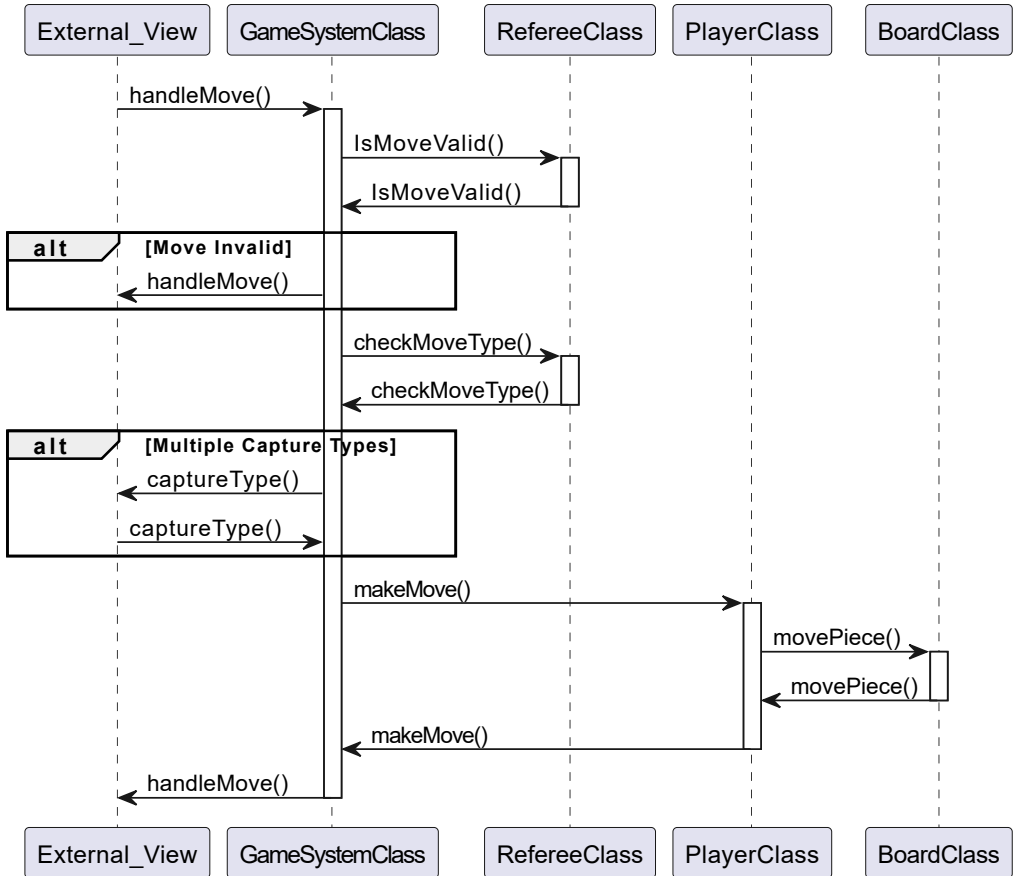 External_View GameSystemClass RefereeClass PlayerClass BoardClass
handleMove()
IsMoveValid()
IsMoveValid()
alt [Move Invalid]
handleMove()
checkMoveType()
checkMoveType()
alt [Multiple Capture Types]
captureType()
captureType()
makeMove()
movePiece()
movePiece()
makeMove()
handleMove()
External_View GameSystemClass RefereeClass PlayerClass BoardClass